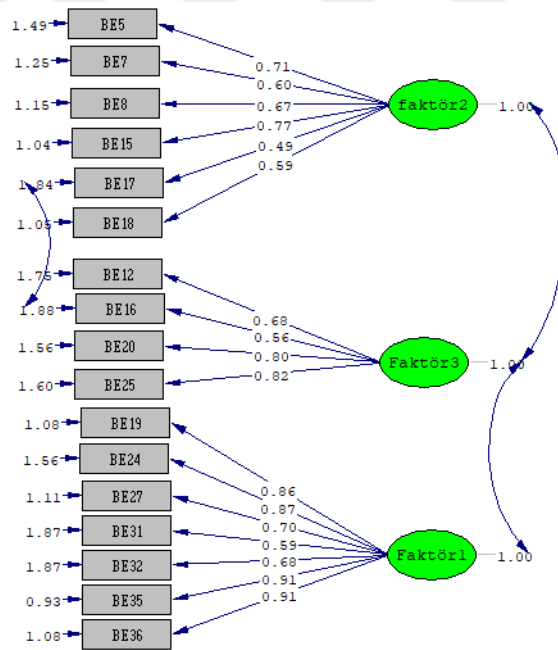 1.49 BE5
1.25 BE7
1.15 BE8
1.04 BE15
1.84 BE17
1.05 BE18
0.71
0.60
0.67
0.77
0.49
0.59
faktör2 1.00
1.75 BE12
1.88 BE16
1.56 BE20
1.60 BE25
0.68
0.56
0.80
0.82
Faktör3 1.00
1.08 BE19
1.56 BE24
1.11 BE27
1.87 BE31
1.87 BE32
0.93 BE35
1.08 BE36
0.86
0.87
0.70
0.59
0.68
0.91
0.91
Faktör1 1.00